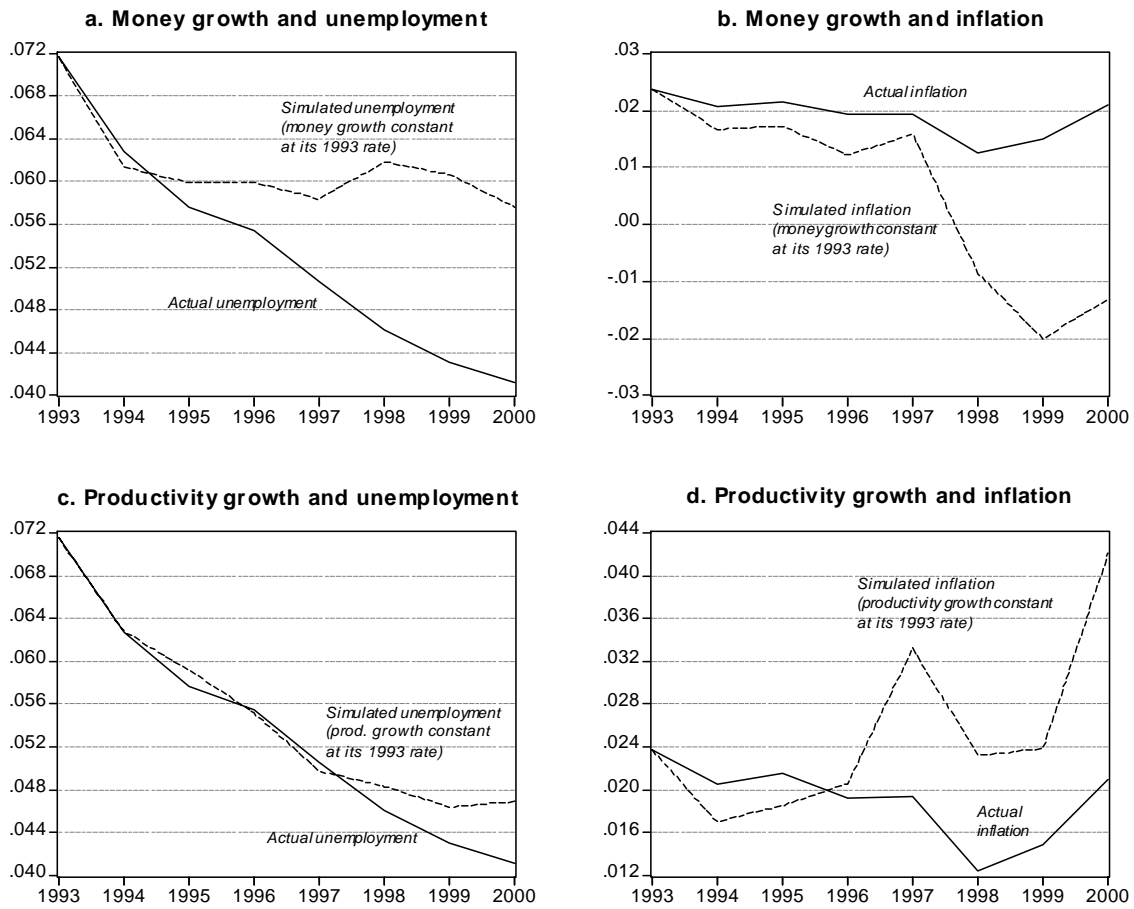 a. Money growth and unemployment
.072
.068
.064
.060
.056
.052
.048
.044
.040
Simulated unemployment
(money growth constant
at its 1993 rate)
Actual unemployment
1993 1994 1995 1996 1997 1998 1999 2000
b. Money growth and inflation
.03
.02
.01
.00
-.01
-.02
-.03
Actual inflation
Simulated inflation
(money growth constant
at its 1993 rate)
1993 1994 1995 1996 1997 1998 1999 2000
c. Productivity growth and unemployment
.072
.068
.064
.060
.056
.052
.048
.044
.040
Simulated unemployment
(prod. growth constant
at its 1993 rate)
Actual unemployment
1993 1994 1995 1996 1997 1998 1999 2000
d. Productivity growth and inflation
.044
.040
.036
.032
.028
.024
.020
.016
.012
Simulated inflation
(productivity growth constant
at its 1993 rate)
Actual
inflation
1993 1994 1995 1996 1997 1998 1999 2000